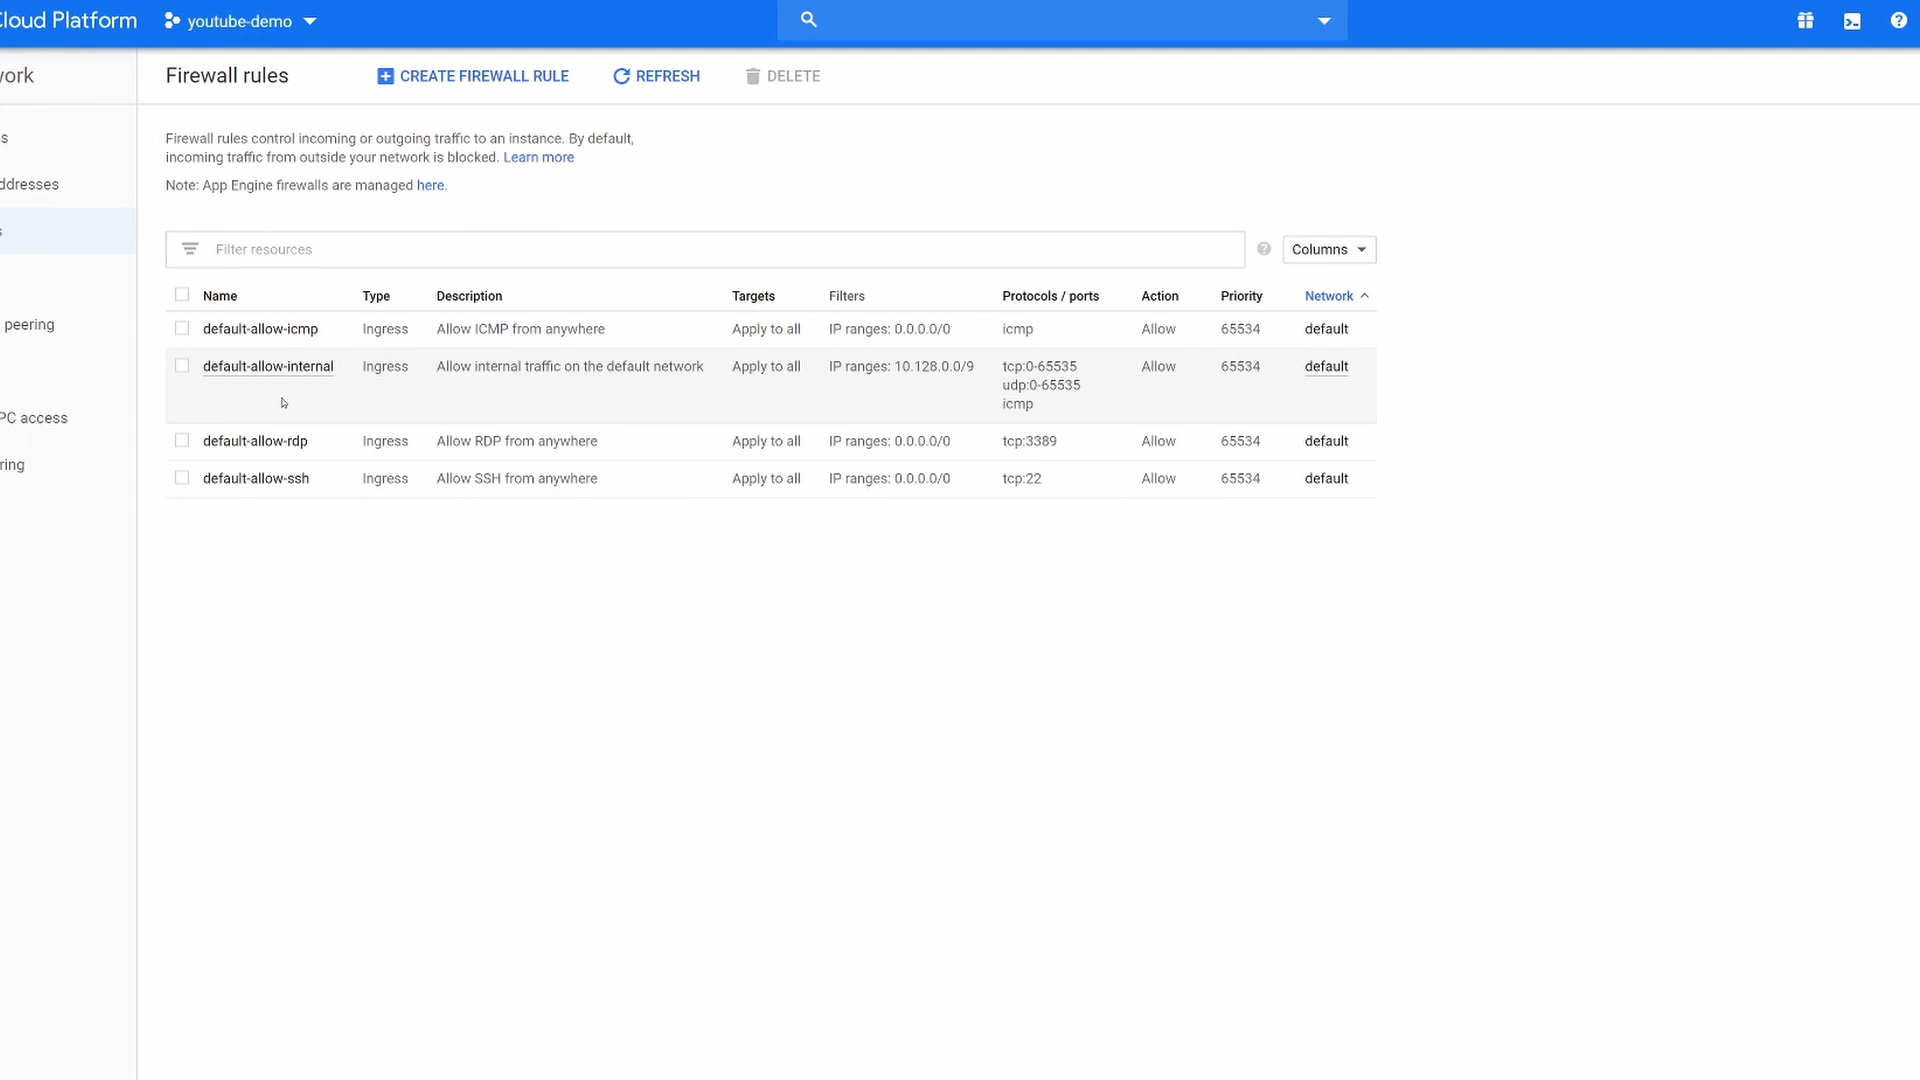 Cloud Platform youtube-demo
work
Firewall rules CREATE FIREWALL RULE REFRESH DELETE
s
Firewall rules control incoming or outgoing traffic to an instance. By default,
incoming traffic from outside your network is blocked. Learn more
ddresses
Note: App Engine firewalls are managed here.
s
Filter resources Columns
Name Type Description Targets Filters Protocols / ports Action Priority Network
peering
default-allow-icmp Ingress Allow ICMP from anywhere Apply to all IP ranges: 0.0.0.0/0 icmp Allow 65534 default
default-allow-internal Ingress Allow internal traffic on the default network Apply to all IP ranges: 10.128.0.0/9 tcp:0-65535 Allow 65534 default
udp:0-65535
icmp
PC access
default-allow-rdp Ingress Allow RDP from anywhere Apply to all IP ranges: 0.0.0.0/0 tcp:3389 Allow 65534 default
ring
default-allow-ssh Ingress Allow SSH from anywhere Apply to all IP ranges: 0.0.0.0/0 tcp:22 Allow 65534 default